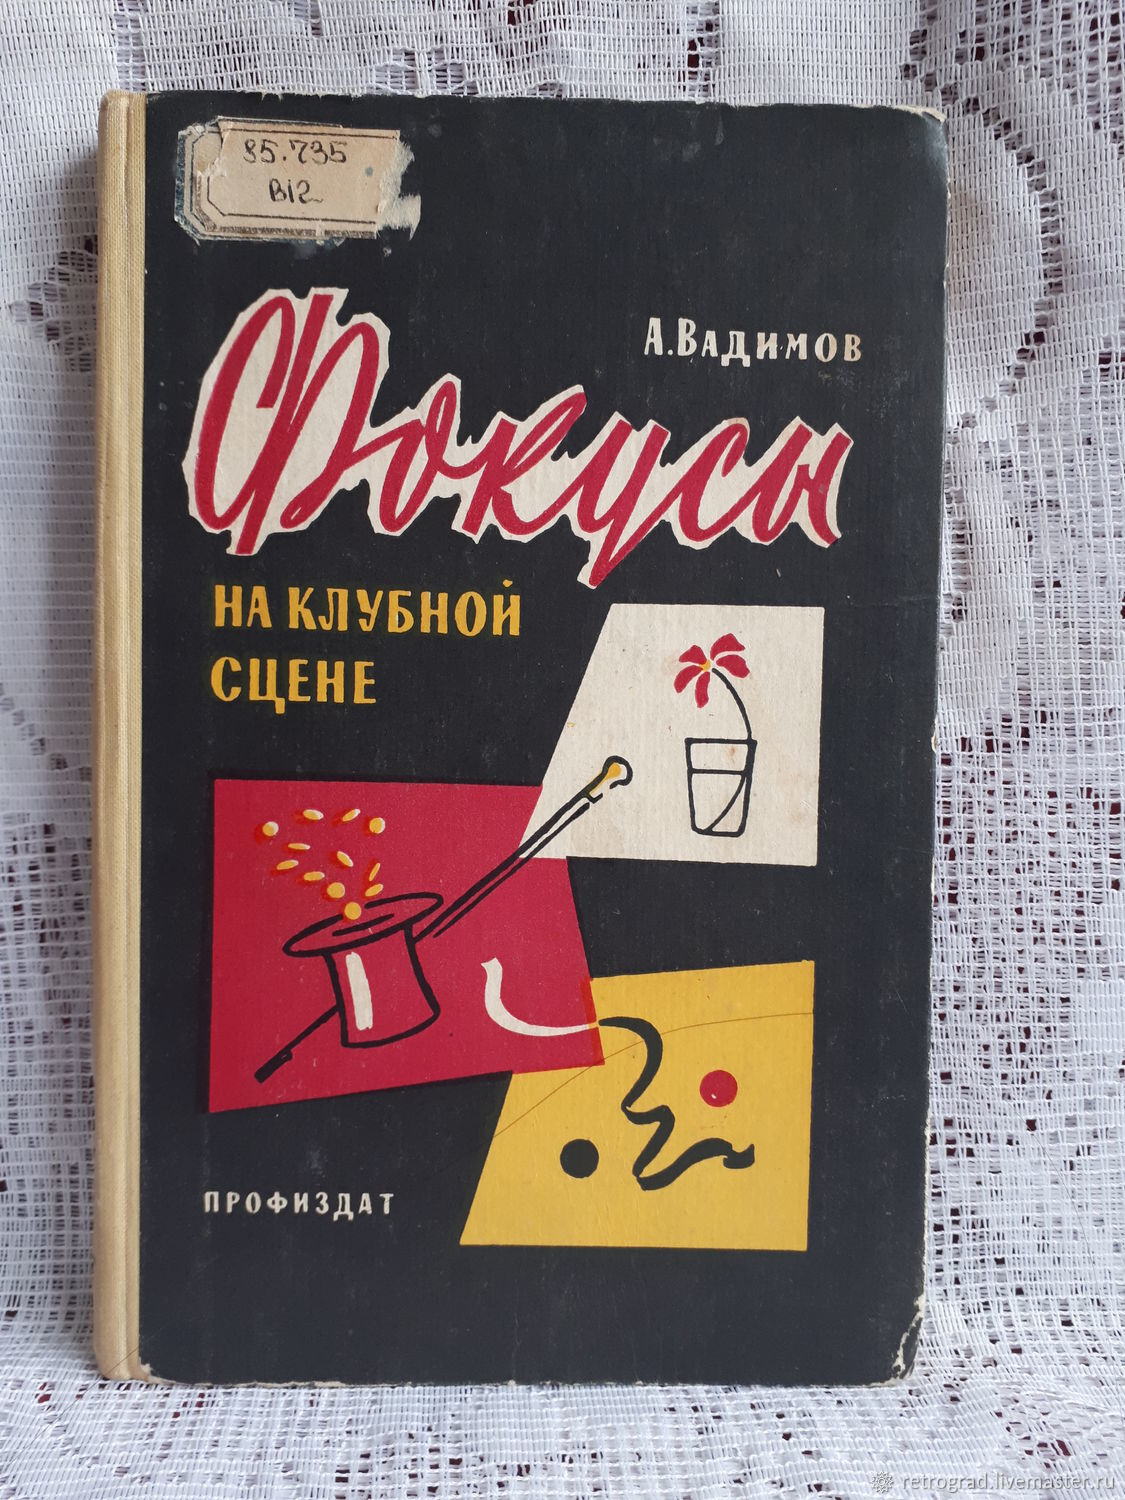 85.735
В12
А.Вадимов
Фокусы
НА КЛУБНОЙ
СЦЕНЕ
ПРОФИЗДАТ
retrograd.livemaster.ru